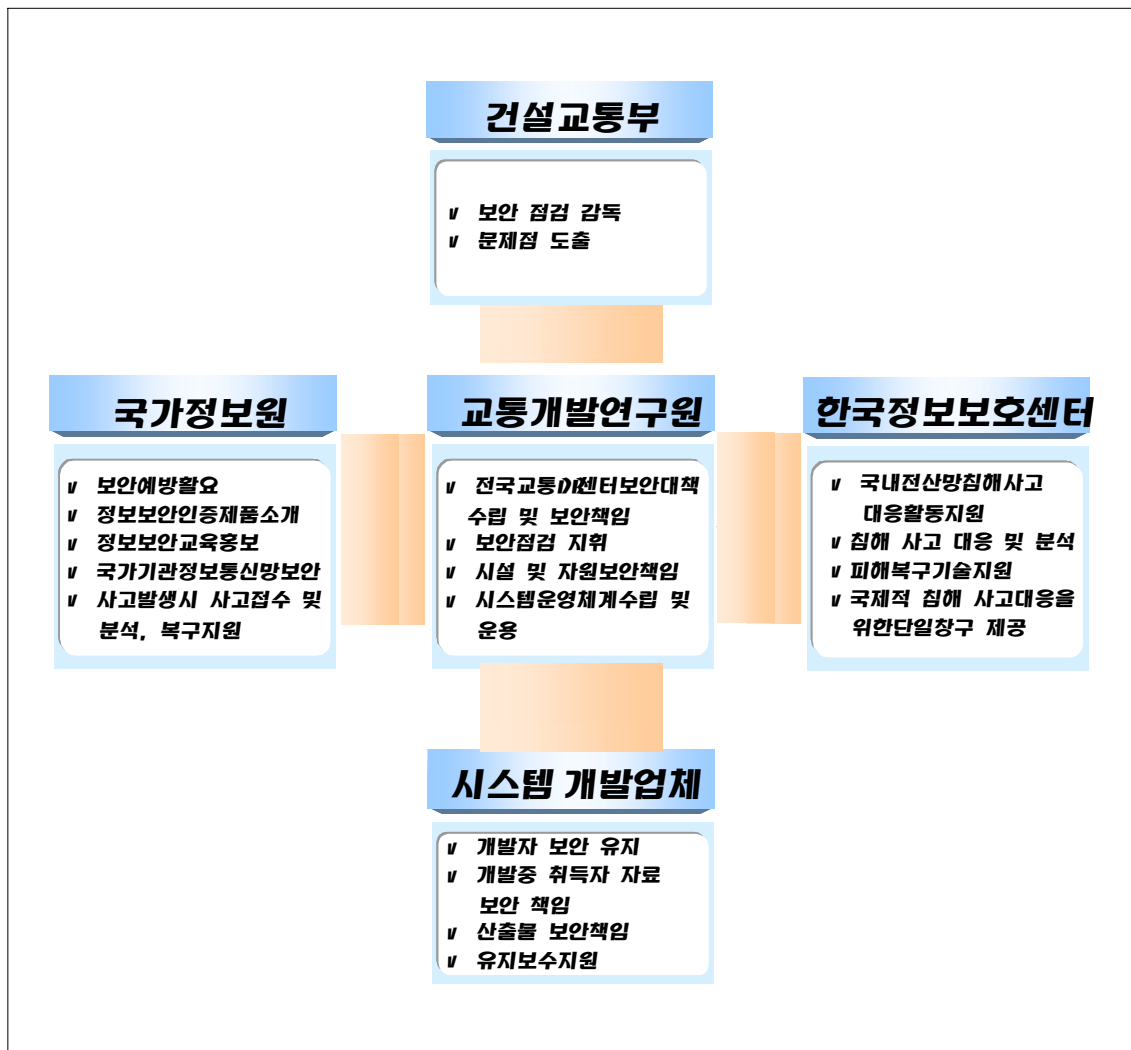 건설교통부
v 보안 점검 감독
v 문제점 도출
국가정보원
v 보안예방활요
v 정보보안인증제품소개
v 정보보안교육홍보
v 국가기관정보통신망보안
v 사고발생시 사고접수 및
분석, 복구지원
교통개발연구원
v 전국교통DB센터보안대책
수립 및 보안책임
v 보안점검 지휘
v 시설 및 자원보안책임
v 시스템운영체계수립 및
운용
한국정보보호센터
v 국내전산망침해사고
대응활동지원
v 침해 사고 대응 및 분석
v 피해복구기술지원
v 국제적 침해 사고대응을
위한단일창구 제공
시스템 개발업체
v 개발자 보안 유지
v 개발중 취득자 자료
보안 책임
v 산출물 보안책임
v 유지보수지원